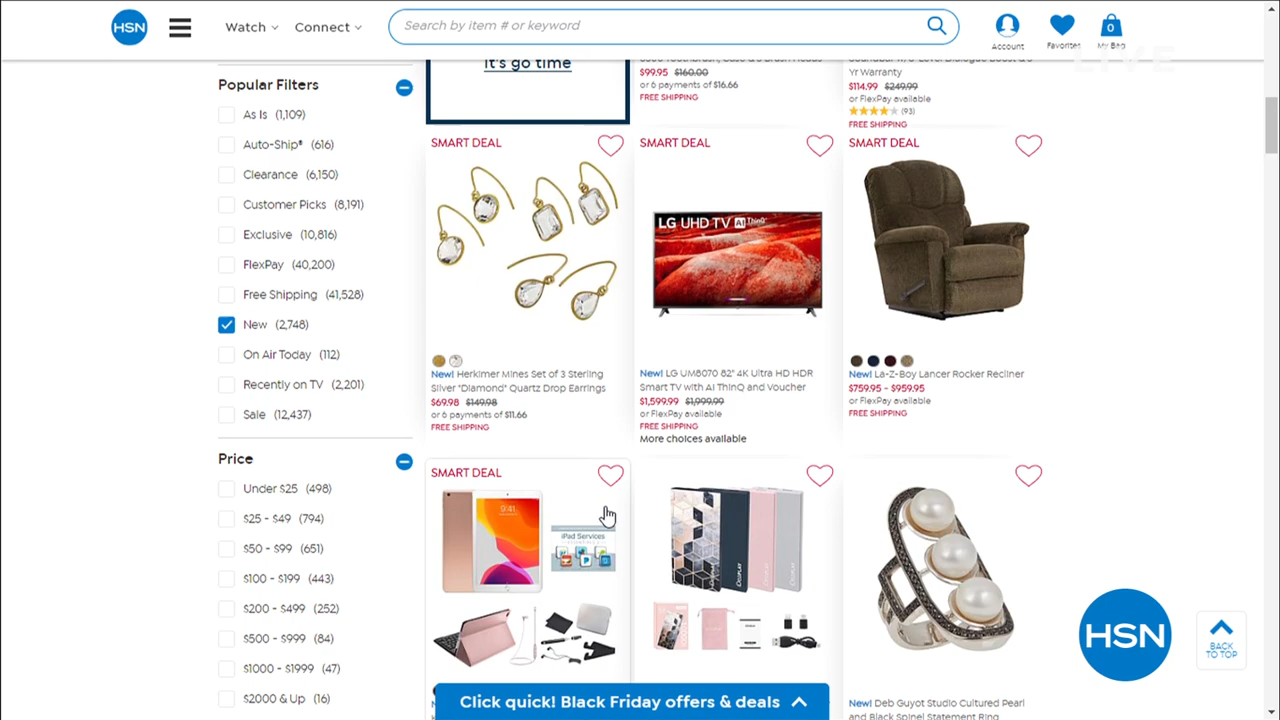 HSN
Watch
Connect
Search by item # or keyword
Account
Favorites
0
My Bag
LIVE
Popular Filters
As Is (1,109)
Auto-Ship® (616)
Clearance (6,150)
Customer Picks (8,191)
Exclusive (10,816)
FlexPay (40,200)
Free Shipping (41,528)
New (2,748)
On Air Today (112)
Recently on TV (2,201)
Sale (12,437)
Price
Under $25 (498)
$25 - $49 (794)
$50 - $99 (651)
$100 - $199 (443)
$200 - $499 (252)
$500 - $999 (84)
$1000 - $1999 (47)
$2000 & Up (16)
it's go time
$99.95 $160.00
or 6 payments of $16.66
FREE SHIPPING
Yr Warranty
$114.99 $249.99
or FlexPay available
(93)
FREE SHIPPING
SMART DEAL
New! Herkimer Mines Set of 3 Sterling
Silver "Diamond" Quartz Drop Earrings
$69.98 $149.98
or 6 payments of $11.66
FREE SHIPPING
SMART DEAL
LG UHD TV AI ThinQ
New! LG UM8070 82" 4K Ultra HD HDR
Smart TV with AI ThinQ and Voucher
$1,599.99 $1,999.99
or FlexPay available
FREE SHIPPING
More choices available
SMART DEAL
New! La-Z-Boy Lancer Rocker Recliner
$759.95 - $959.95
or FlexPay available
FREE SHIPPING
SMART DEAL
9:41
iPad Services
New! Deb Guyot Studio Cultured Pearl
and Black Spinel Statement Ring
HSN
BACK
TO TOP
Click quick! Black Friday offers & deals